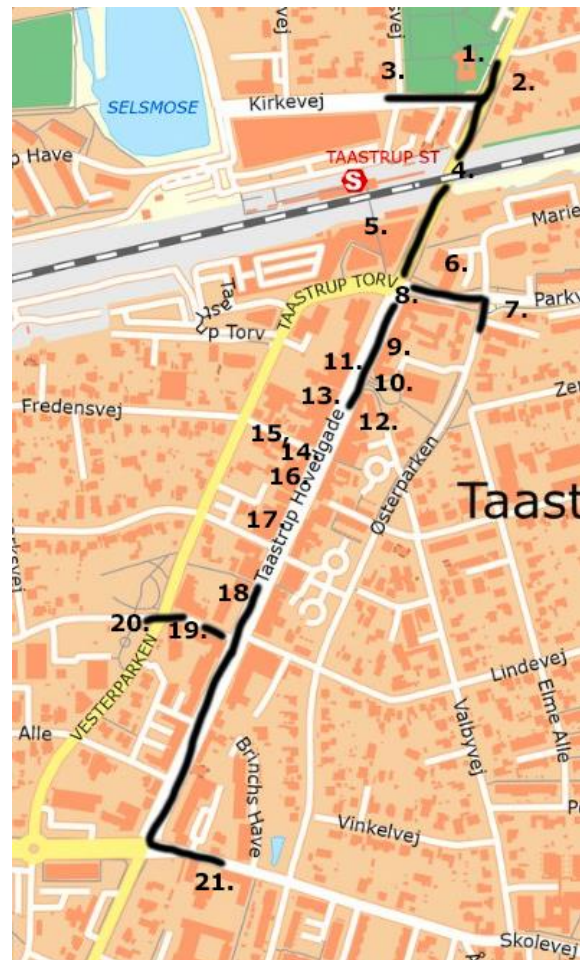 svej
1.
2.
3.
SELSMOSE
Kirkevej
p Have
TAASTRUP ST
S
4.
5.
Marie
6.
Taa
TAASTRUP TORV
8.
7.
Parkv
p Torv
9.
11.
10.
Zer
13.
Fredensvej
12.
15,
14.
16.
Taastrup Hovedgade
Østerparken
Taast
17.
18
20.
19.
VESTERPARKEN
Lindevej
Elme Alle
Valbyvej
Alle
Brinchs Have
Vinkelvej
21.
Skolevej